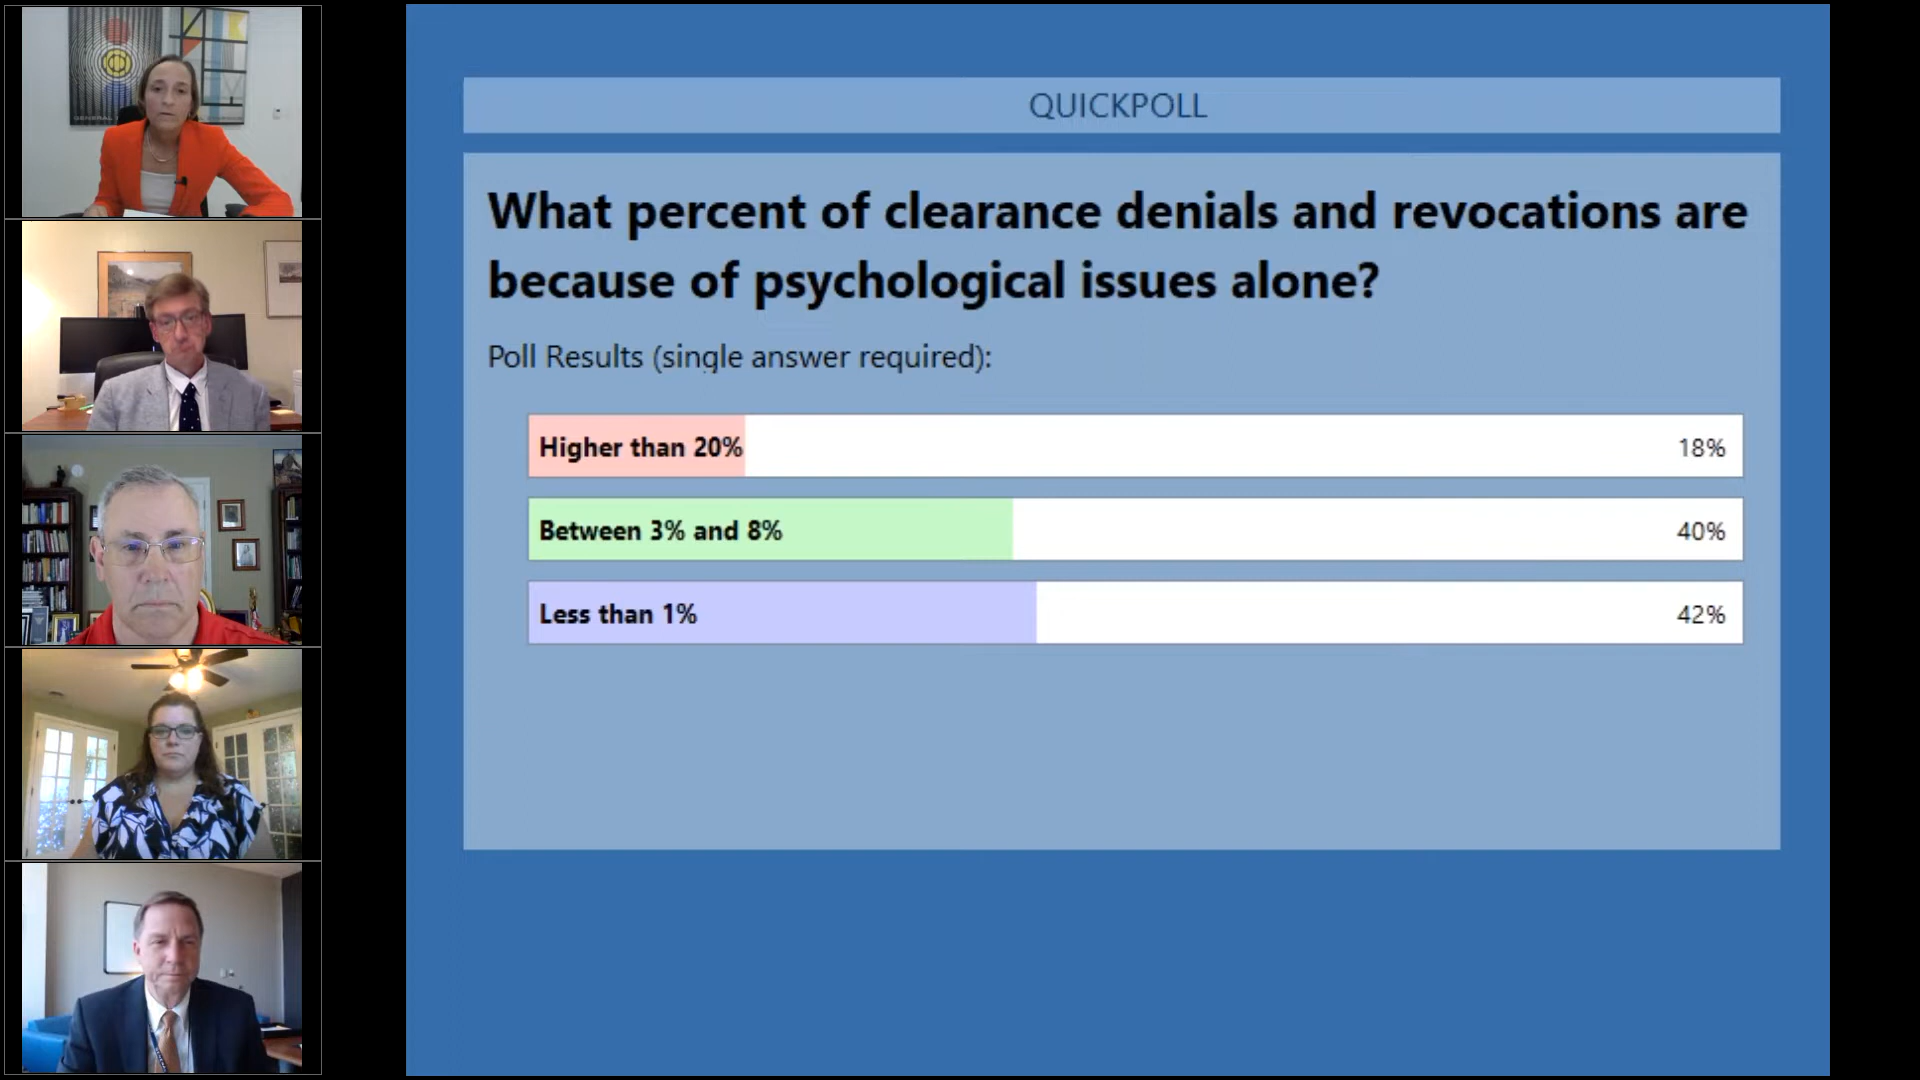 QUICKPOLL
What percent of clearance denials and revocations are
because of psychological issues alone?
Poll Results (single answer required):
Higher than 20% 18%
Between 3% and 8% 40%
Less than 1% 42%